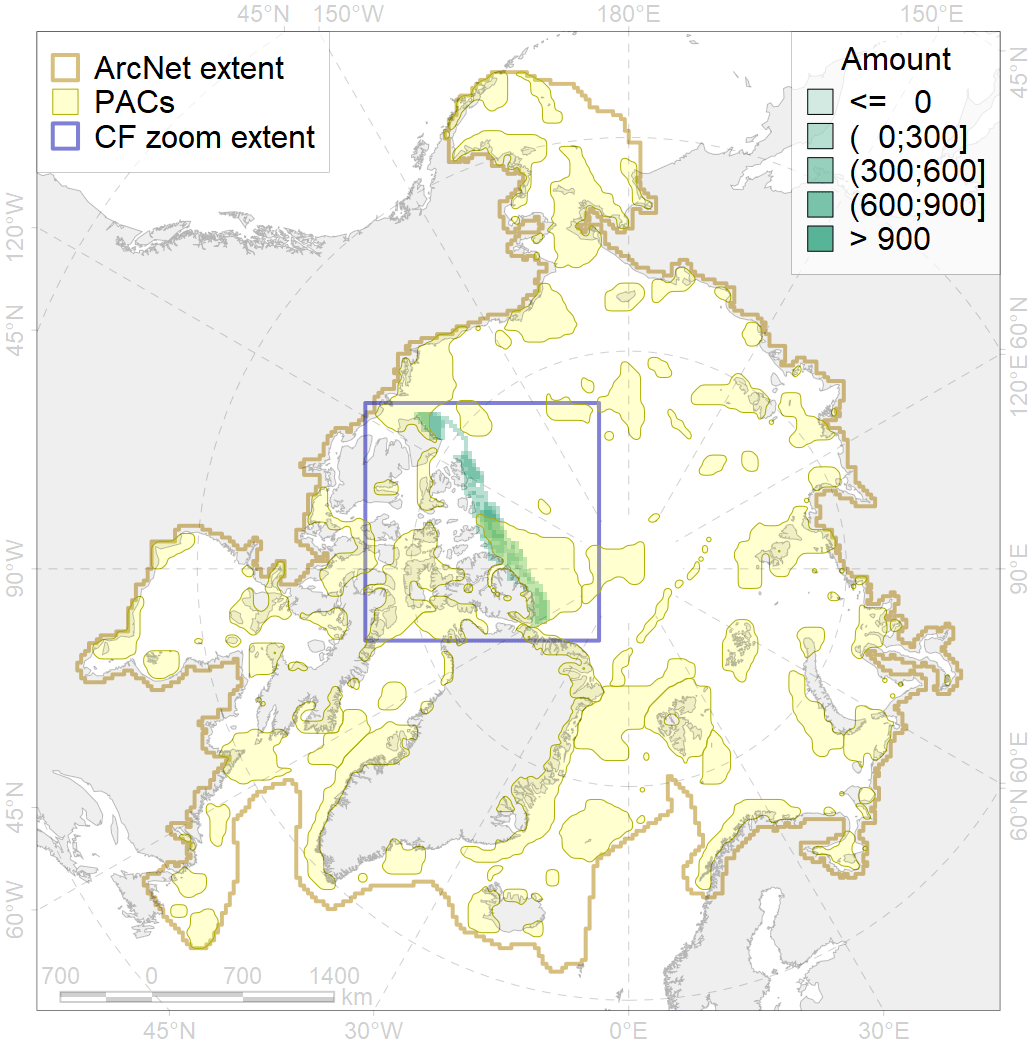 45°N 150°W 180°E 150°E
ArcNet extent
PACs
CF zoom extent
Amount
<= 0
( 0;300]
(300;600]
(600;900]
> 900
120°W
45°N
90°W
45°N
60°W
45°N
60°N
120°E
90°E
60°E
60°N
700 0 700 1400
km
45°W 30°W 0°E 30°E